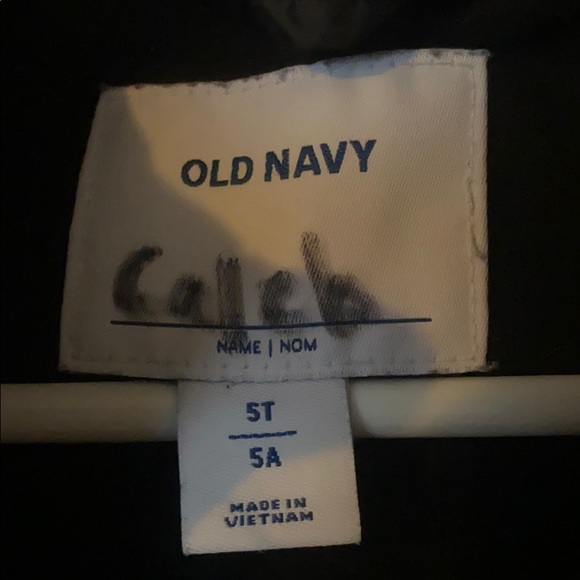 OLD NAVY
Caleb
NAME | NOM
5T
5A
MADE IN
VIETNAM